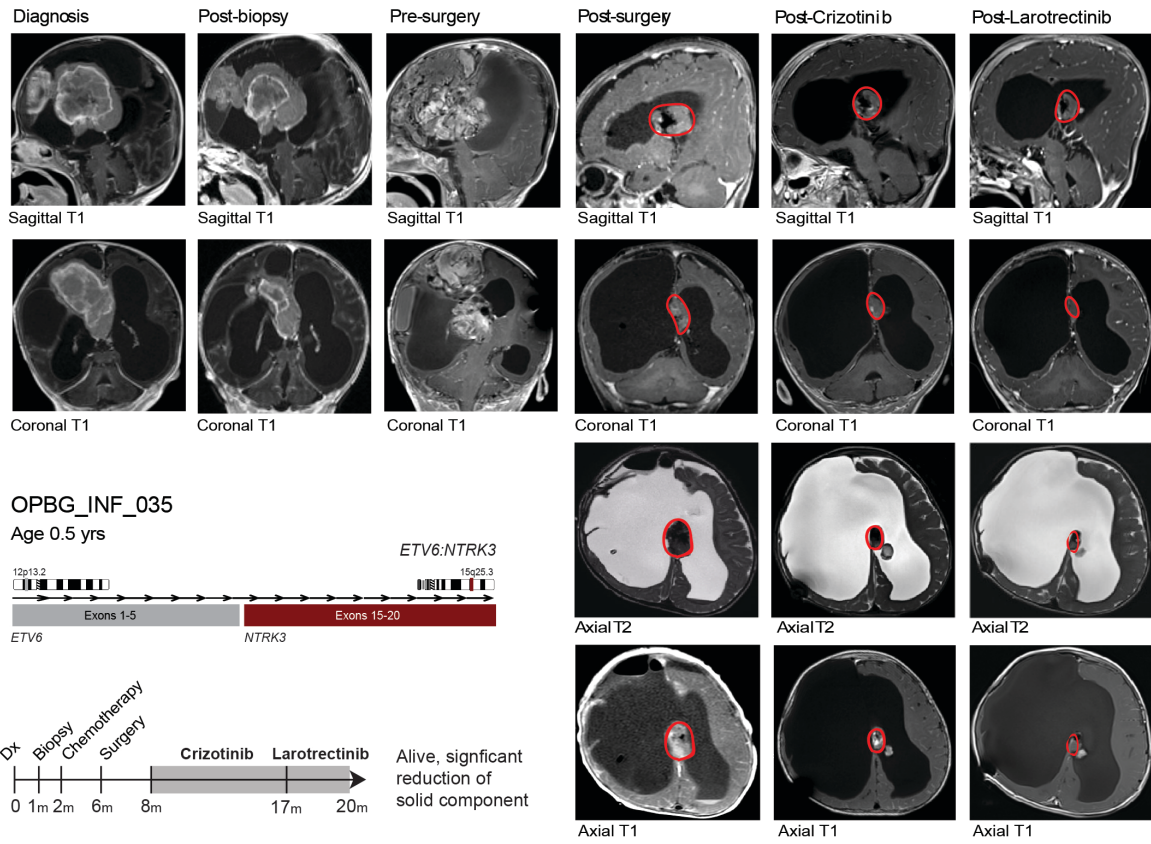 Diagnosis
Post-biopsy
Pre-surgery
Post-surgery
Post-Crizotinib
Post-Larotrectinib
Sagittal T1
Sagittal T1
Sagittal T1
Sagittal T1
Sagittal T1
Sagittal T1
Coronal T1
Coronal T1
Coronal T1
Coronal T1
Coronal T1
Coronal T1
Axial T2
Axial T2
Axial T2
Axial T1
Axial T1
Axial T1
OPBG_INF_035
Age 0.5 yrs
ETV6:NTRK3
12p13.2
15q25.3
Exons 1-5
Exons 15-20
ETV6
NTRK3
Dx
Biopsy
Chemotherapy
Surgery
Crizotinib
Larotrectinib
0
1m
2m
6m
8m
17m
20m
Alive, signficant
reduction of
solid component